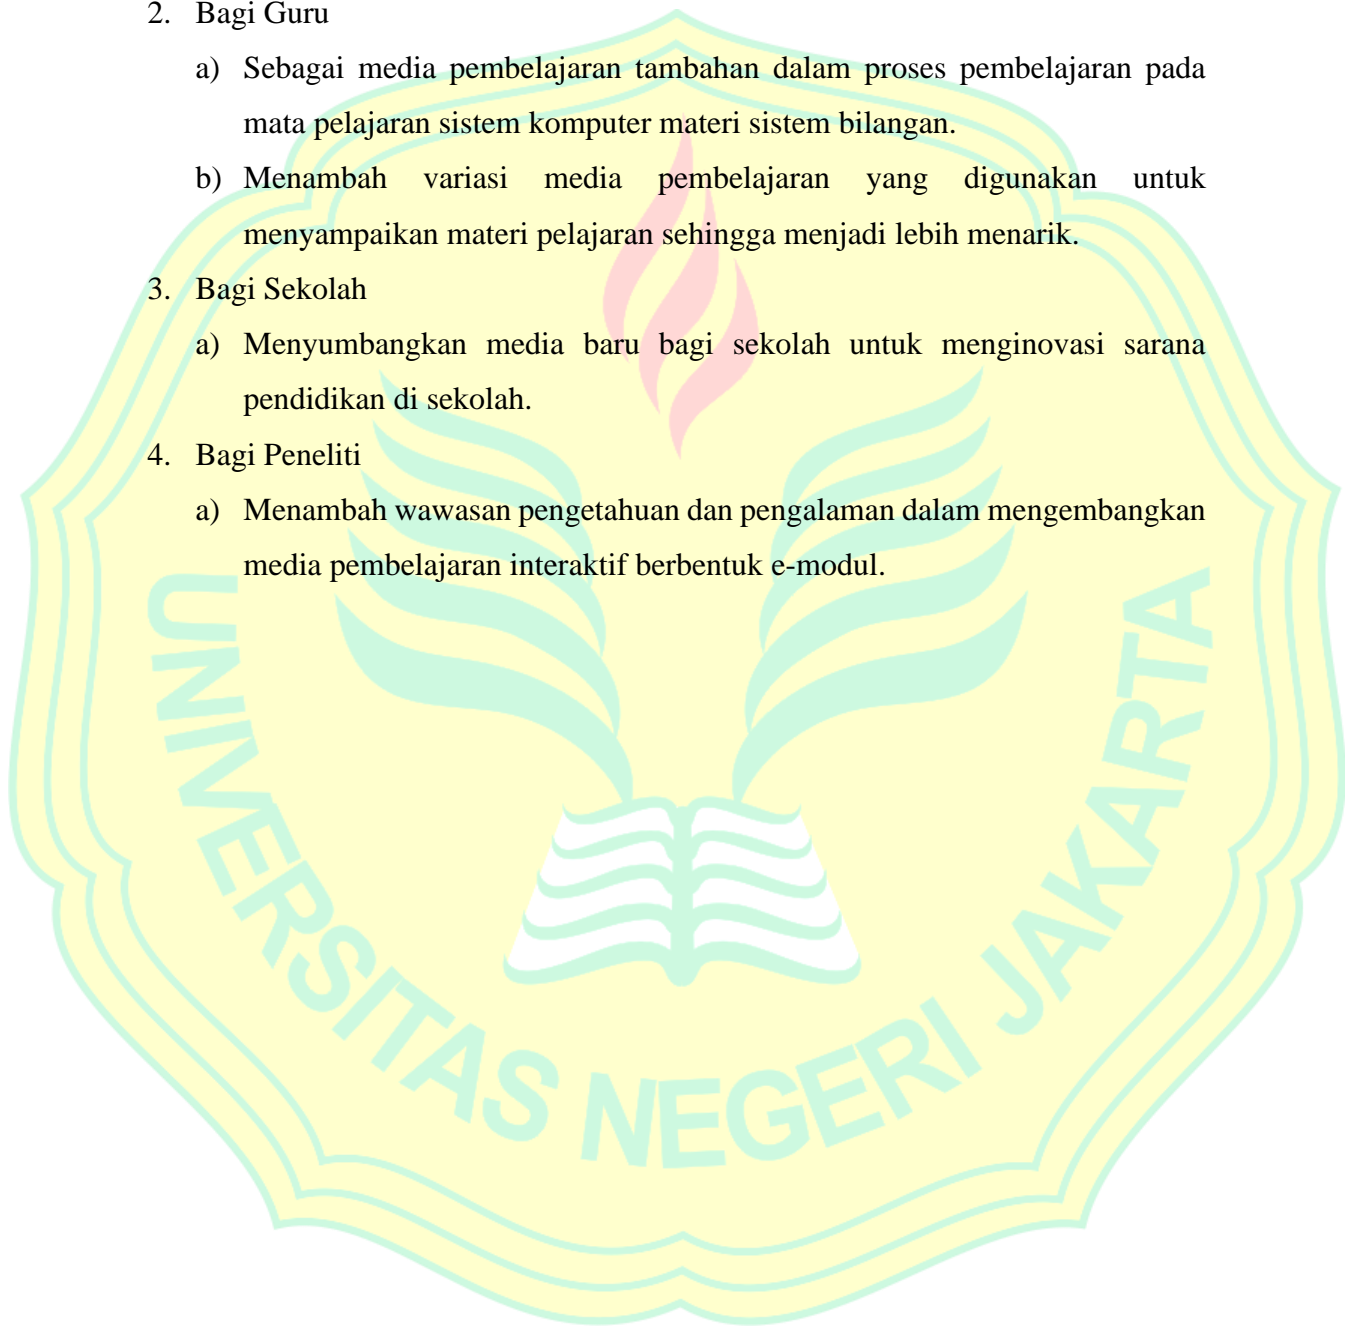 2. Bagi Guru
a) Sebagai media pembelajaran tambahan dalam proses pembelajaran pada
mata pelajaran sistem komputer materi sistem bilangan.
b) Menambah variasi media pembelajaran yang digunakan untuk
menyampaikan materi pelajaran sehingga menjadi lebih menarik.
3. Bagi Sekolah
a) Menyumbangkan media baru bagi sekolah untuk menginovasi sarana
pendidikan di sekolah.
4. Bagi Peneliti
a) Menambah wawasan pengetahuan dan pengalaman dalam mengembangkan
media pembelajaran interaktif berbentuk e-modul.
UNIVERSITAS NEGERI JAKARTA